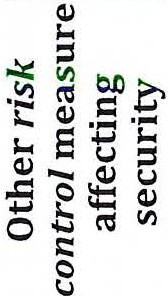 Other risk
control measure
affecting
security